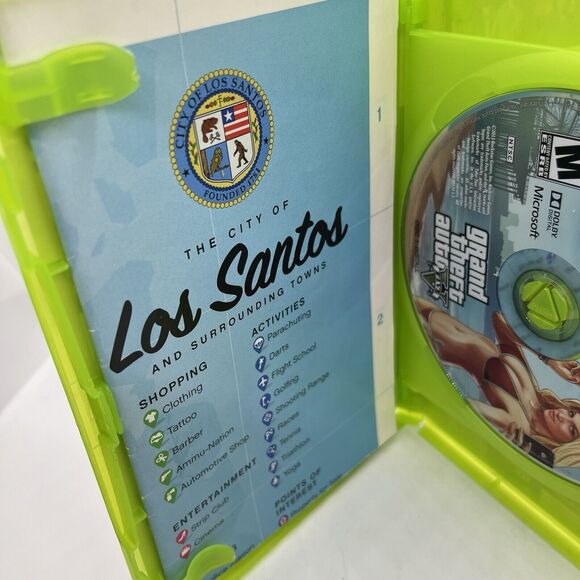 CITY OF LOS SANTOS
FOUNDED 1781
THE CITY OF
Los Santos
AND SURROUNDING TOWNS
SHOPPING
Clothing
Tattoo
Barber
Ammu-Nation
Automotive Shop
ENTERTAINMENT
Strip Club
Cinema
ACTIVITIES
Parachuting
Darts
Flight School
Golfing
Shooting Range
Races
Tennis
Triathlon
Yoga
POINTS OF
INTEREST
1
2
M
ESRB
NTSC
DOLBY
DIGITAL
Microsoft
grand
theft
auto
V